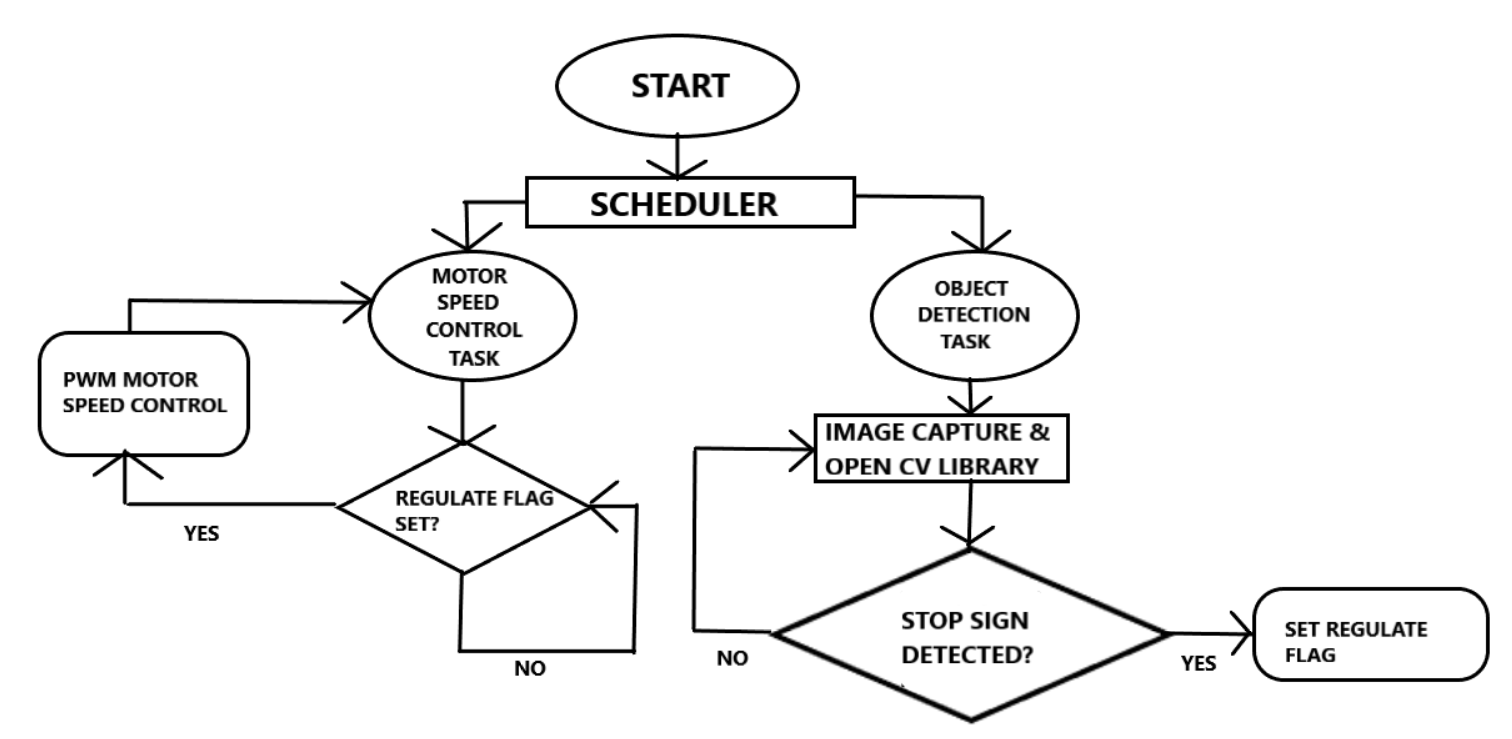 START
SCHEDULER
MOTOR
SPEED
CONTROL
TASK
OBJECT
DETECTION
TASK
PWM MOTOR
SPEED CONTROL
IMAGE CAPTURE &
OPEN CV LIBRARY
REGULATE FLAG
SET?
YES
NO
STOP SIGN
DETECTED?
NO
YES
SET REGULATE
FLAG